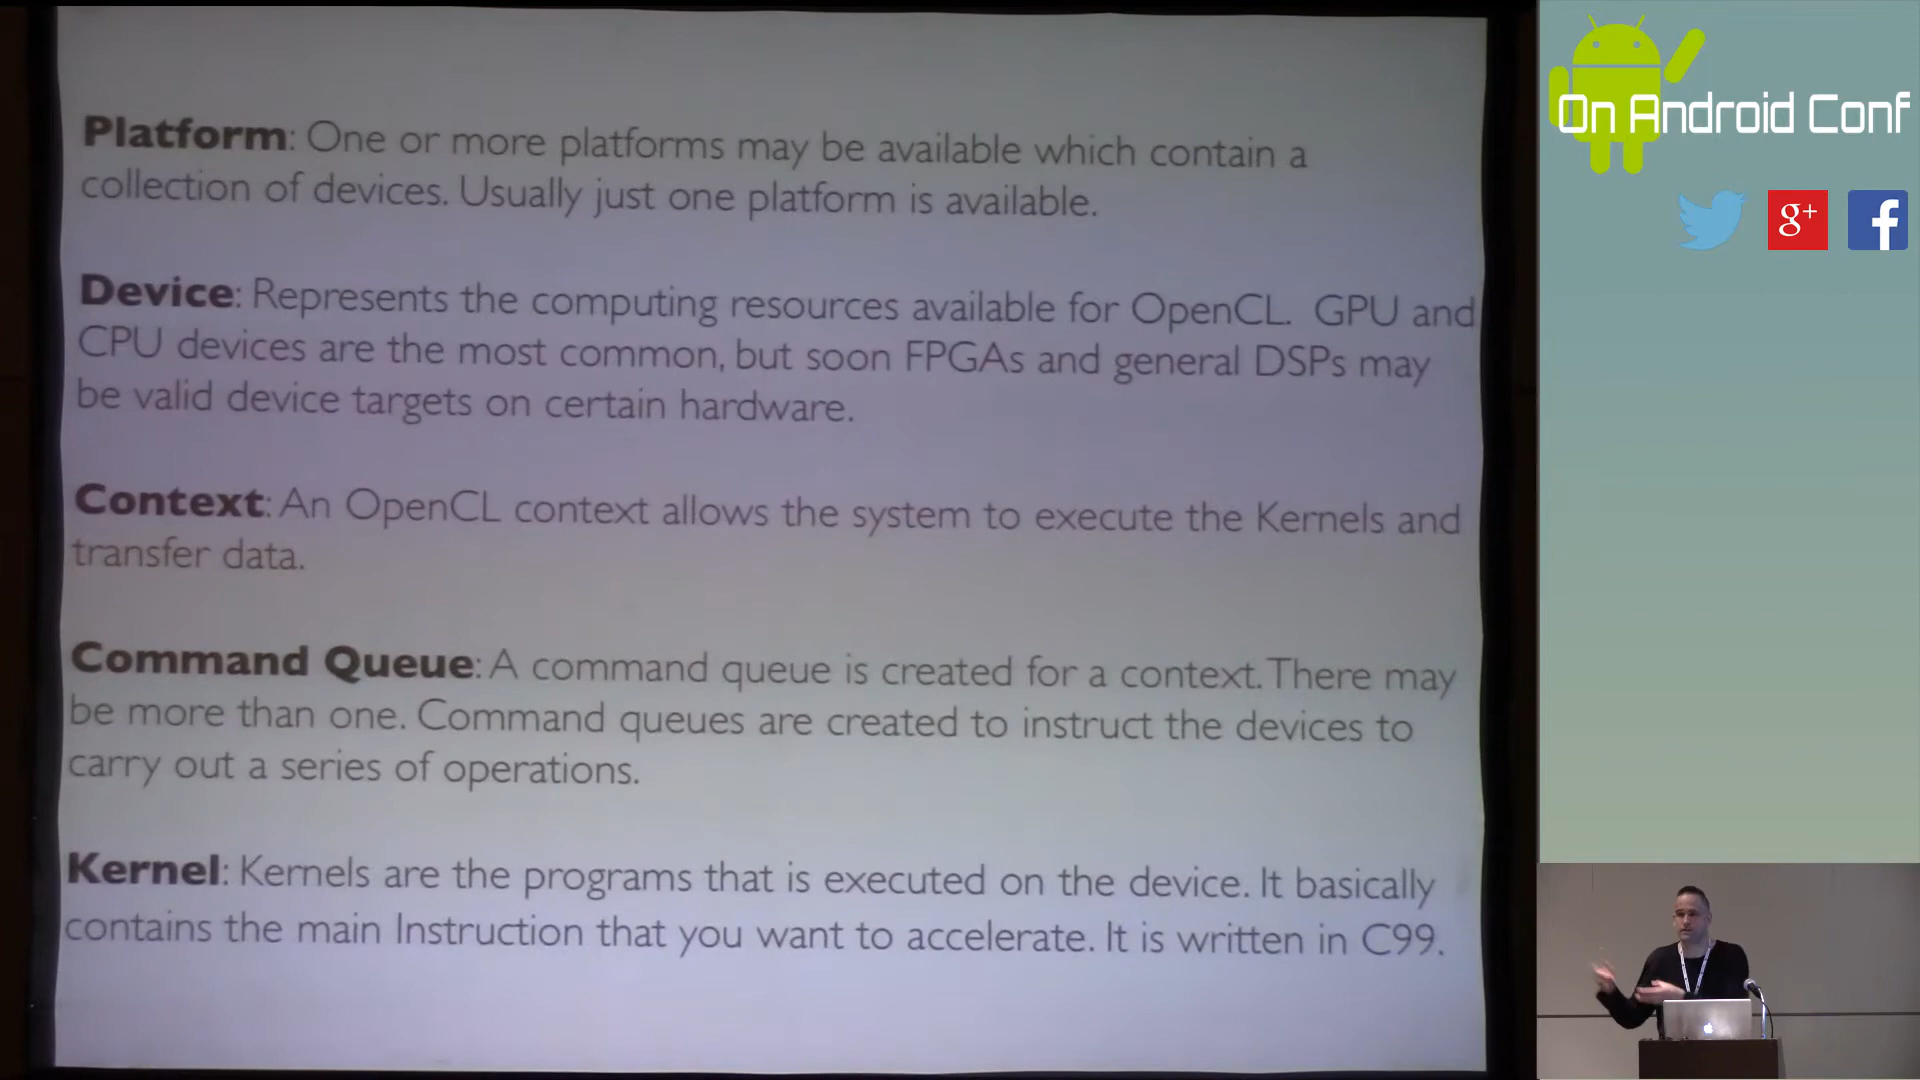 Platform: One or more platforms may be available which contain a
collection of devices. Usually just one platform is available.
Device: Represents the computing resources available for OpenCL. GPU and
CPU devices are the most common, but soon FPGAs and general DSPs may
be valid device targets on certain hardware.
Context: An OpenCL context allows the system to execute the Kernels and
transfer data.
Command Queue: A command queue is created for a context. There may
be more than one. Command queues are created to instruct the devices to
carry out a series of operations.
Kernel: Kernels are the programs that is executed on the device. It basically
contains the main Instruction that you want to accelerate. It is written in C99.
On Android Conf
g+
f